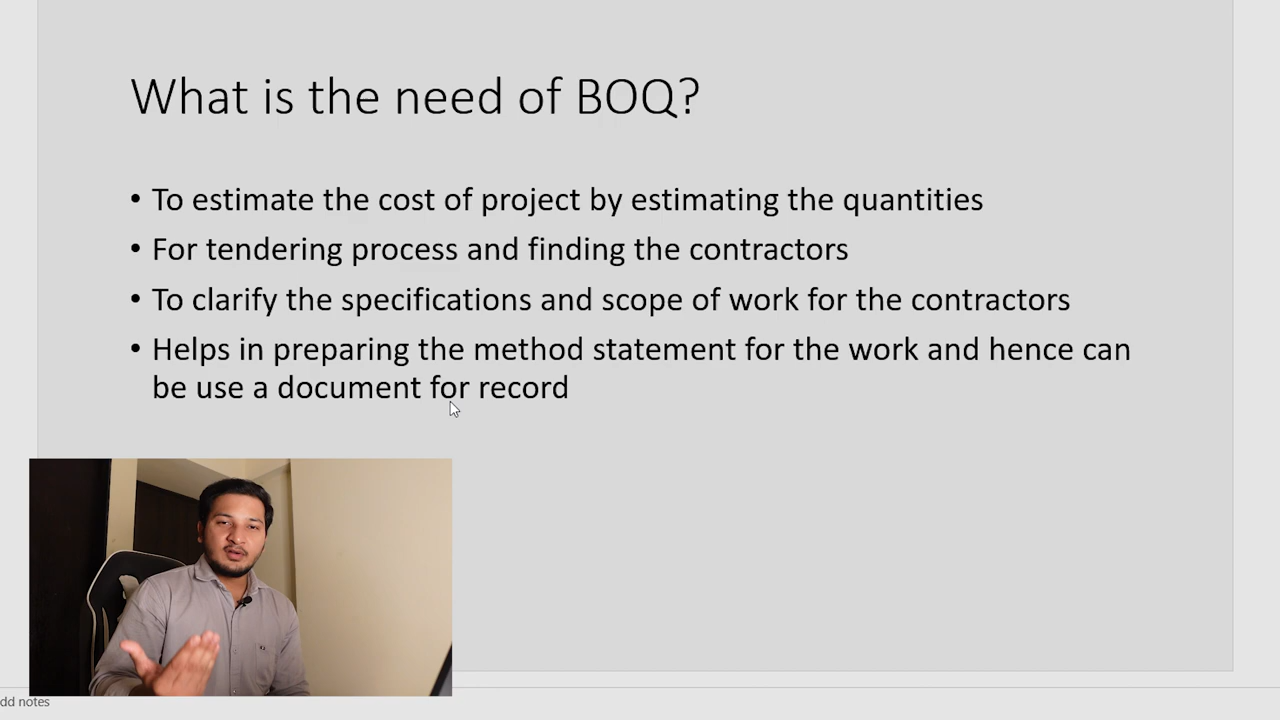 What is the need of BOQ?
• To estimate the cost of project by estimating the quantities
• For tendering process and finding the contractors
• To clarify the specifications and scope of work for the contractors
• Helps in preparing the method statement for the work and hence can
be use a document for record
dd notes